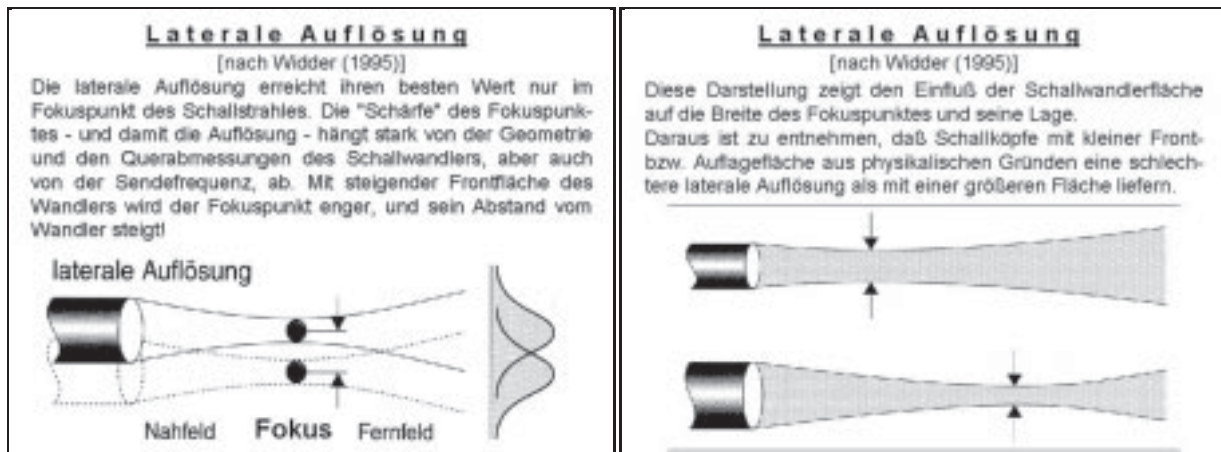 Laterale Auflösung
[nach Widder (1995)]
Die laterale Auflösung erreicht ihren besten Wert nur im
Fokuspunkt des Schallstrahles. Die "Schärfe" des Fokuspunk-
tes - und damit die Auflösung - hängt stark von der Geometrie
und den Querabmessungen des Schallwandlers, aber auch
von der Sendefrequenz, ab. Mit steigender Frontfläche des
Wandlers wird der Fokuspunkt enger, und sein Abstand vom
Wandler steigt!
laterale Auflösung
Nahfeld Fokus Fernfeld
Laterale Auflösung
[nach Widder (1995)]
Diese Darstellung zeigt den Einfluß der Schallwandlerfläche
auf die Breite des Fokuspunktes und seine Lage.
Daraus ist zu entnehmen, daß Schallköpfe mit kleiner Front-
bzw. Auflagefläche aus physikalischen Gründen eine schlech-
tere laterale Auflösung als mit einer größeren Fläche liefern.